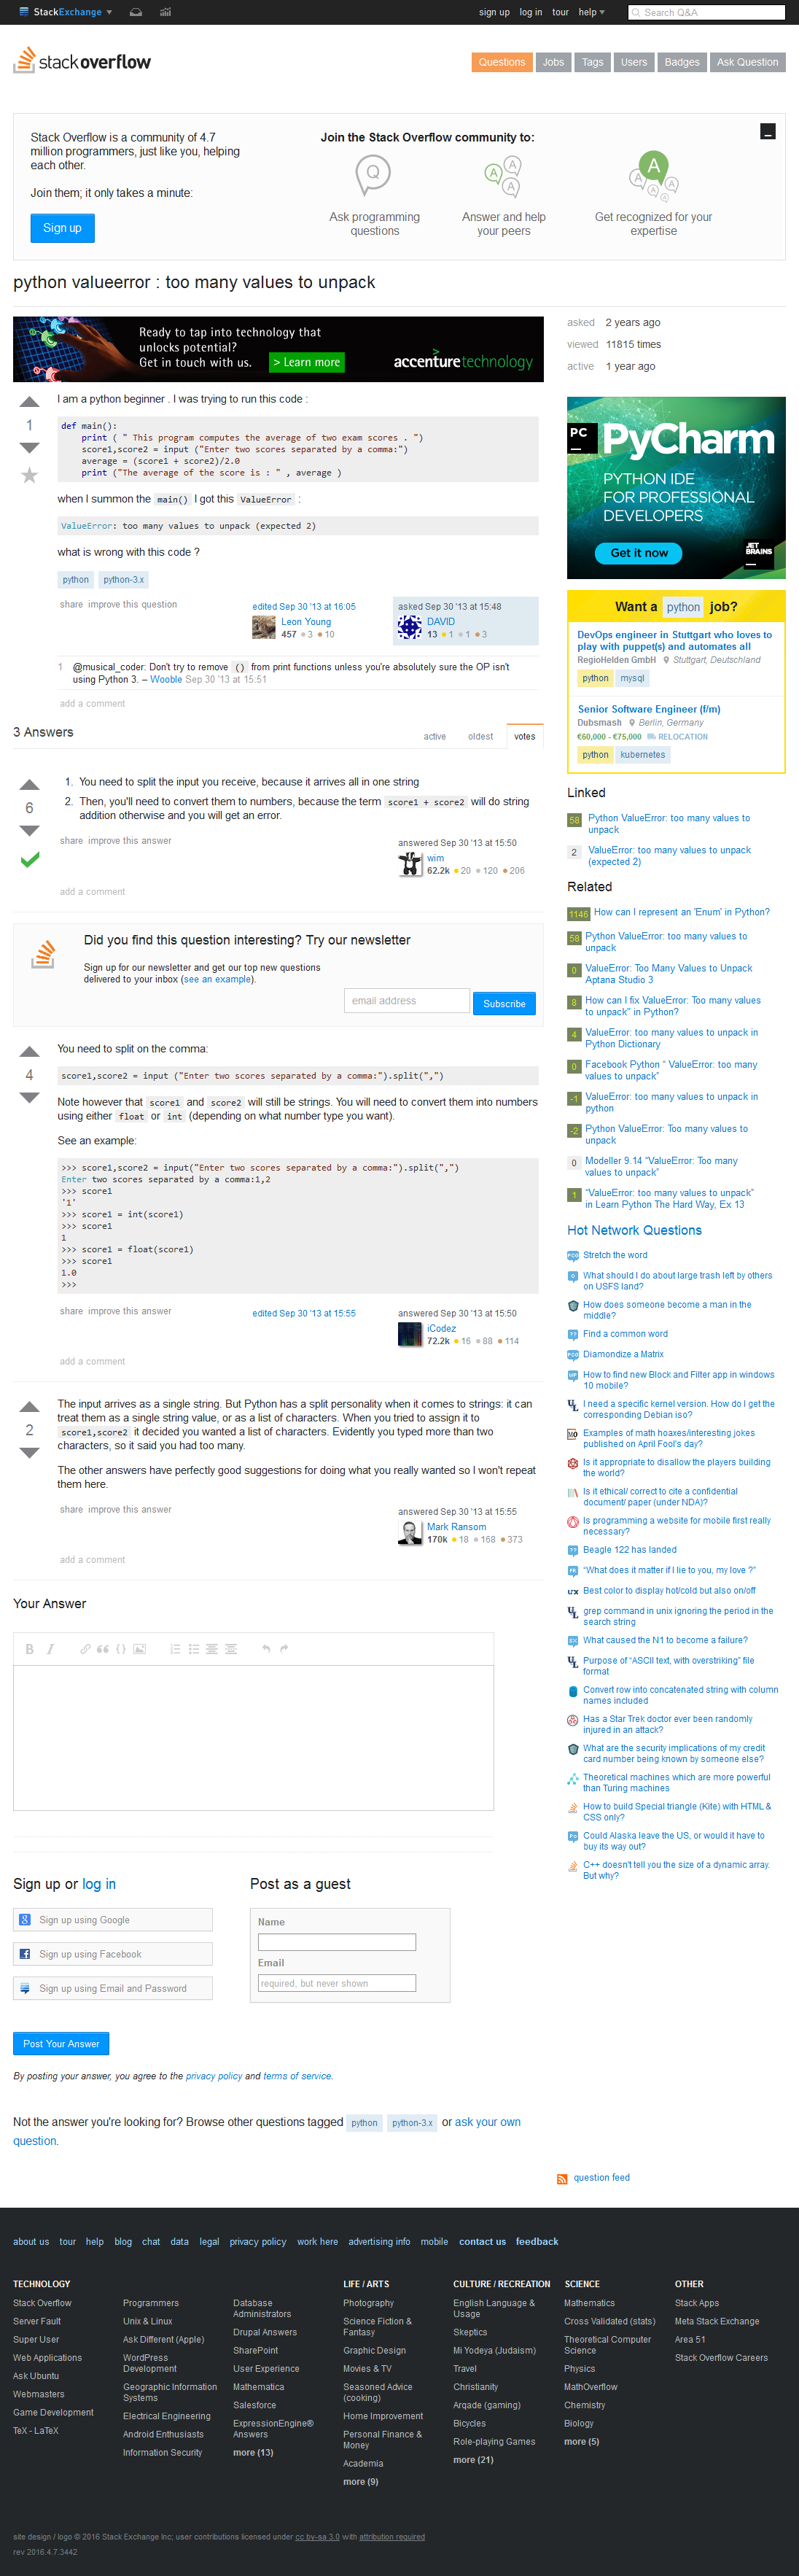 StackExchange
sign up log in tour help
Search Q&A
stackoverflow
Questions Jobs Tags Users Badges Ask Question
Stack Overflow is a community of 4.7
million programmers, just like you, helping
each other.
Join them; it only takes a minute:
Sign up
Join the Stack Overflow community to:
Q
A
A
A
A
Ask programming
questions
Answer and help
your peers
Get recognized for your
expertise
python valueerror : too many values to unpack
Ready to tap into technology that
unlocks potential?
Get in touch with us.
> Learn more
accenturetechnology
asked 2 years ago
viewed 11815 times
active 1 year ago
1
I am a python beginner . I was trying to run this code :
def main():
print ( " This program computes the average of two exam scores . ")
score1,score2 = input ("Enter two scores separated by a comma:")
average = (score1 + score2)/2.0
print ("The average of the score is : " , average )
when I summon the main() I got this ValueError :
ValueError: too many values to unpack (expected 2)
what is wrong with this code ?
python python-3.x
share improve this question
edited Sep 30 '13 at 16:05
Leon Young
457 3 10
asked Sep 30 '13 at 15:48
DAVID
13 1 1 3
1 @musical_coder: Don't try to remove () from print functions unless you're absolutely sure the OP isn't
using Python 3. – Wooble Sep 30 '13 at 15:51
add a comment
3 Answers
active oldest votes
6
1. You need to split the input you receive, because it arrives all in one string
2. Then, you'll need to convert them to numbers, because the term score1 + score2 will do string
addition otherwise and you will get an error.
share improve this answer
answered Sep 30 '13 at 15:50
wim
62.2k 20 120 206
add a comment
Did you find this question interesting? Try our newsletter
Sign up for our newsletter and get our top new questions
delivered to your inbox (see an example).
email address
Subscribe
4
You need to split on the comma:
score1,score2 = input ("Enter two scores separated by a comma:").split(",")
Note however that score1 and score2 will still be strings. You will need to convert them into numbers
using either float or int (depending on what number type you want).
See an example:
>>> score1,score2 = input("Enter two scores separated by a comma:").split(",")
Enter two scores separated by a comma:1,2
>>> score1
'1'
>>> score1 = int(score1)
>>> score1
1
>>> score1 = float(score1)
>>> score1
1.0
>>>
share improve this answer
edited Sep 30 '13 at 15:55
answered Sep 30 '13 at 15:50
iCodez
72.2k 16 88 114
add a comment
2
The input arrives as a single string. But Python has a split personality when it comes to strings: it can
treat them as a single string value, or as a list of characters. When you tried to assign it to
score1,score2 it decided you wanted a list of characters. Evidently you typed more than two
characters, so it said you had too many.
The other answers have perfectly good suggestions for doing what you really wanted so I won't repeat
them here.
share improve this answer
answered Sep 30 '13 at 15:55
Mark Ransom
170k 18 168 373
add a comment
Your Answer
B I
Sign up or log in
Sign up using Google
Sign up using Facebook
Sign up using Email and Password
Post as a guest
Name
Email
required, but never shown
Post Your Answer
By posting your answer, you agree to the privacy policy and terms of service.
Not the answer you're looking for? Browse other questions tagged python python-3.x or ask your own
question.
PC
PyCharm
PYTHON IDE
FOR PROFESSIONAL
DEVELOPERS
Get it now
JET
BRAINS
Want a python job?
DevOps engineer in Stuttgart who loves to
play with puppet(s) and automates all
RegioHelden GmbH Stuttgart, Deutschland
python mysql
Senior Software Engineer (f/m)
Dubsmash Berlin, Germany
€60,000 - €75,000 RELOCATION
python kubernetes
Linked
58 Python ValueError: too many values to
unpack
2 ValueError: too many values to unpack
(expected 2)
Related
1146 How can I represent an 'Enum' in Python?
58 Python ValueError: too many values to
unpack
0 ValueError: Too Many Values to Unpack
Aptana Studio 3
8 How can I fix ValueError: Too many values
to unpack" in Python?
4 ValueError: too many values to unpack in
Python Dictionary
0 Facebook Python " ValueError: too many
values to unpack"
-1 ValueError: too many values to unpack in
python
-2 Python ValueError: Too many values to
unpack
0 Modeller 9.14 "ValueError: Too many
values to unpack"
1 "ValueError: too many values to unpack"
in Learn Python The Hard Way, Ex 13
Hot Network Questions
Stretch the word
What should I do about large trash left by others
on USFS land?
How does someone become a man in the
middle?
Find a common word
Diamondize a Matrix
How to find new Block and Filter app in windows
10 mobile?
I need a specific kernel version. How do I get the
corresponding Debian iso?
Examples of math hoaxes/interesting jokes
published on April Fool's day?
Is it appropriate to disallow the players building
the world?
Is it ethical/ correct to cite a confidential
document/ paper (under NDA)?
Is programming a website for mobile first really
necessary?
Beagle 122 has landed
"What does it matter if I lie to you, my love ?"
Best color to display hot/cold but also on/off
grep command in unix ignoring the period in the
search string
What caused the N1 to become a failure?
Purpose of "ASCII text, with overstriking" file
format
Convert row into concatenated string with column
names included
Has a Star Trek doctor ever been randomly
injured in an attack?
What are the security implications of my credit
card number being known by someone else?
Theoretical machines which are more powerful
than Turing machines
How to build Special triangle (Kite) with HTML &
CSS only?
Could Alaska leave the US, or would it have to
buy its way out?
C++ doesn't tell you the size of a dynamic array.
But why?
question feed
about us tour help blog chat data legal privacy policy work here advertising info mobile contact us feedback
TECHNOLOGY
Stack Overflow
Server Fault
Super User
Web Applications
Ask Ubuntu
Webmasters
Game Development
TeX - LaTeX
Programmers
Unix & Linux
Ask Different (Apple)
WordPress
Development
Geographic Information
Systems
Electrical Engineering
Android Enthusiasts
Information Security
Database
Administrators
Drupal Answers
SharePoint
User Experience
Mathematica
Salesforce
ExpressionEngine®
Answers
more (13)
LIFE / ARTS
Photography
Science Fiction &
Fantasy
Graphic Design
Movies & TV
Seasoned Advice
(cooking)
Home Improvement
Personal Finance &
Money
Academia
more (9)
CULTURE / RECREATION
English Language &
Usage
Skeptics
Mi Yodeya (Judaism)
Travel
Christianity
Arqade (gaming)
Bicycles
Role-playing Games
more (21)
SCIENCE
Mathematics
Cross Validated (stats)
Theoretical Computer
Science
Physics
MathOverflow
Chemistry
Biology
more (5)
OTHER
Stack Apps
Meta Stack Exchange
Area 51
Stack Overflow Careers
site design / logo © 2016 Stack Exchange Inc; user contributions licensed under cc by-sa 3.0 with attribution required
rev 2016.4.7.3442